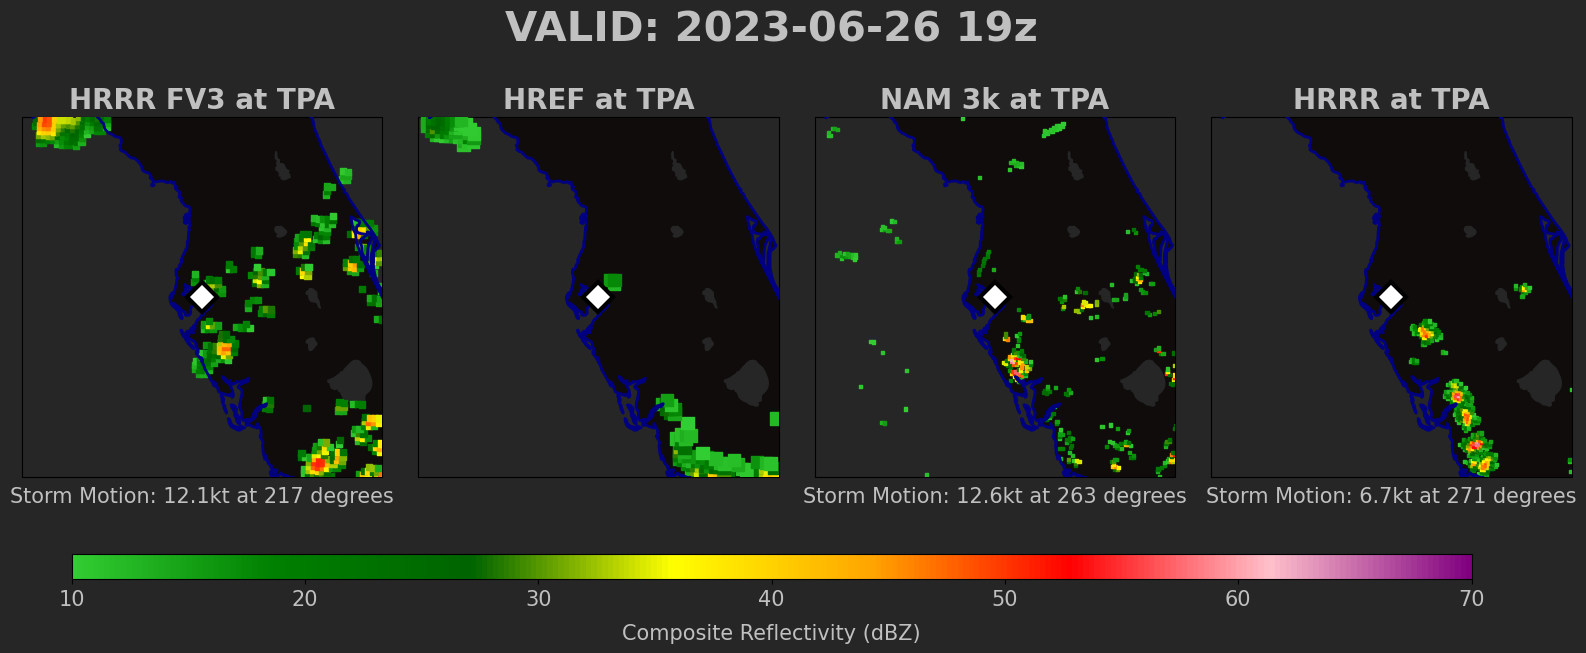 VALID: 2023-06-26 19z
HRRR FV3 at TPA
HREF at TPA
NAM 3k at TPA
HRRR at TPA
Storm Motion: 12.1kt at 217 degrees
Storm Motion: 12.6kt at 263 degrees
Storm Motion: 6.7kt at 271 degrees
10 20 30 40 50 60 70
Composite Reflectivity (dBZ)